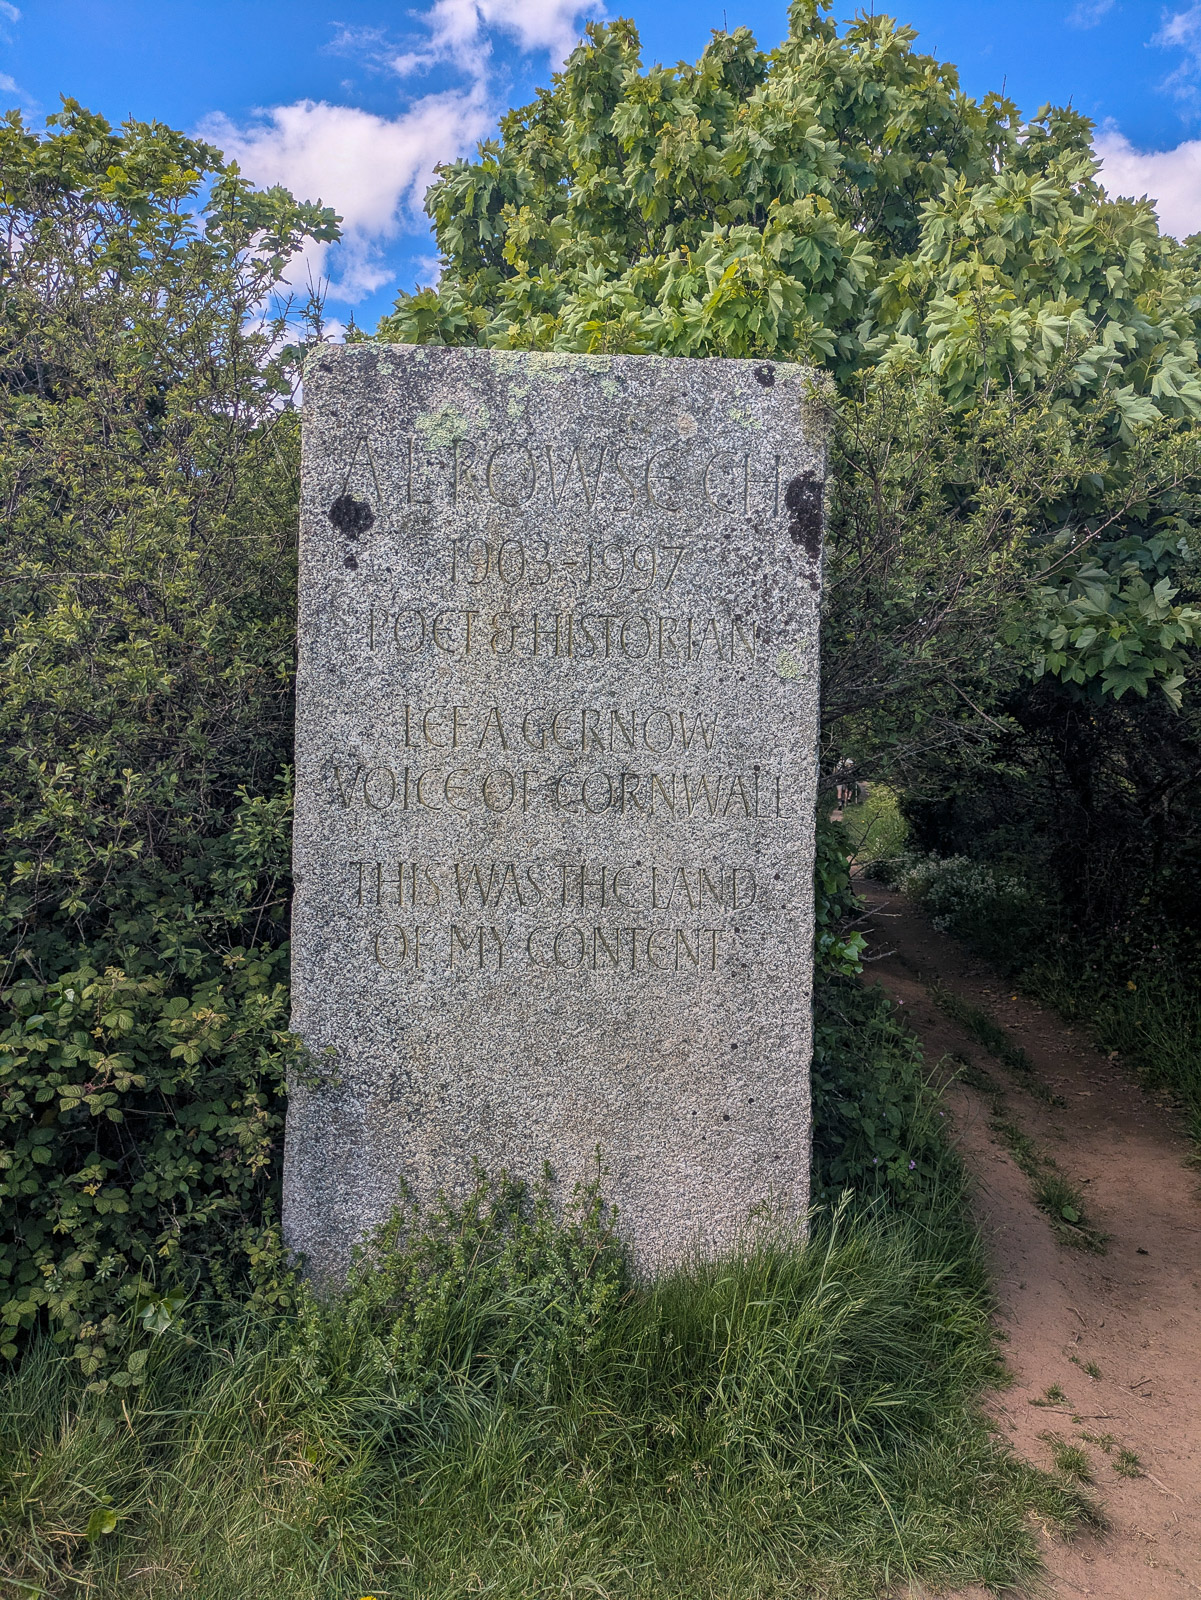 A L ROWSE CH
1903-1997
POET & HISTORIAN
LEF A GERNOW
VOICE OF CORNWALL
THIS WAS THE LAND
OF MY CONTENT